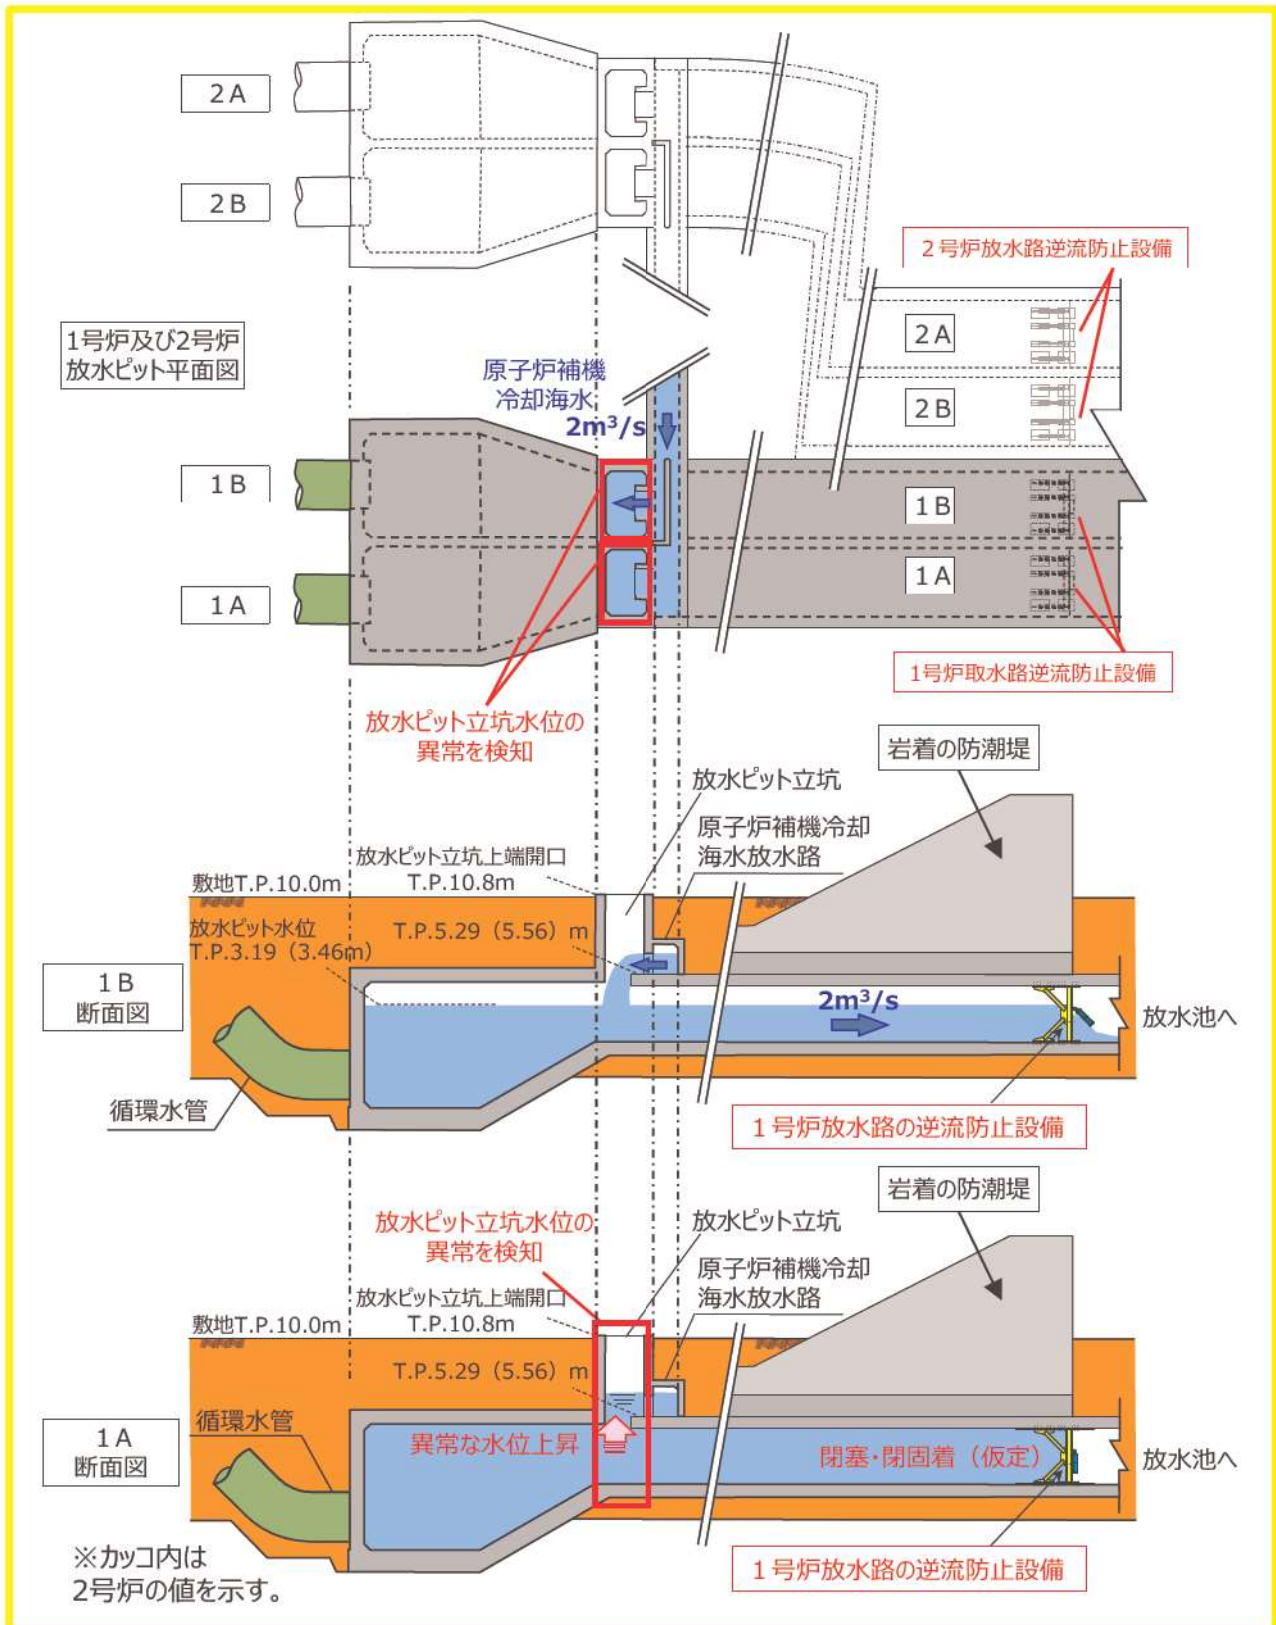 2A
2B
2号炉放水路逆流防止設備
1号炉及び2号炉
放水ピット平面図
2A
原子炉補機
冷却海水
2m³/s
2B
1B
1B
1A
1A
1号炉取水路逆流防止設備
放水ピット立坑水位の
異常を検知
岩着の防潮堤
放水ピット立坑
原子炉補機冷却
海水放水路
放水ピット立坑上端開口
T.P.10.8m
敷地T.P.10.0m
放水ピット水位
T.P.3.19（3.46m）
T.P.5.29（5.56）m
1B
断面図
2m³/s
放水池へ
循環水管
1号炉放水路の逆流防止設備
岩着の防潮堤
放水ピット立坑水位の
異常を検知
放水ピット立坑
原子炉補機冷却
海水放水路
放水ピット立坑上端開口
T.P.10.8m
敷地T.P.10.0m
T.P.5.29（5.56）m
1A
断面図
循環水管
異常な水位上昇
閉塞・閉固着（仮定）
放水池へ
1号炉放水路の逆流防止設備
※カッコ内は
2号炉の値を示す。